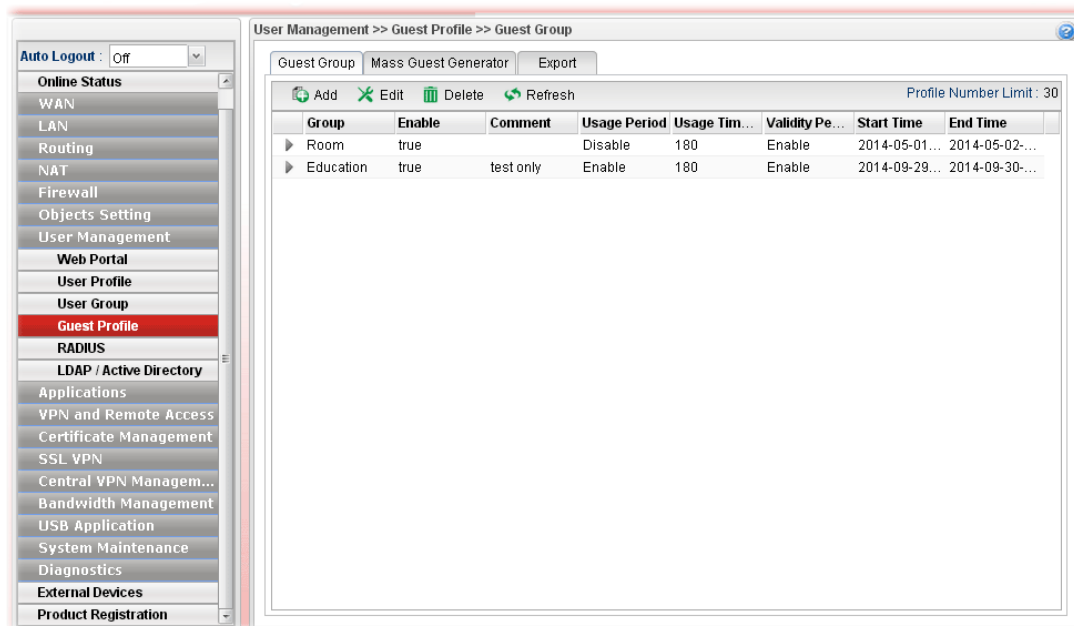 User Management >> Guest Profile >> Guest Group
Auto Logout : Off
Online Status
WAN
LAN
Routing
NAT
Firewall
Objects Setting
User Management
Web Portal
User Profile
User Group
Guest Profile
RADIUS
LDAP / Active Directory
Applications
VPN and Remote Access
Certificate Management
SSL VPN
Central VPN Managem...
Bandwidth Management
USB Application
System Maintenance
Diagnostics
External Devices
Product Registration
Guest Group Mass Guest Generator Export
Add Edit Delete Refresh Profile Number Limit : 30
Group Enable Comment Usage Period Usage Tim... Validity Pe... Start Time End Time
Room true Disable 180 Enable 2014-05-01... 2014-05-02-...
Education true test only Enable 180 Enable 2014-09-29... 2014-09-30-...